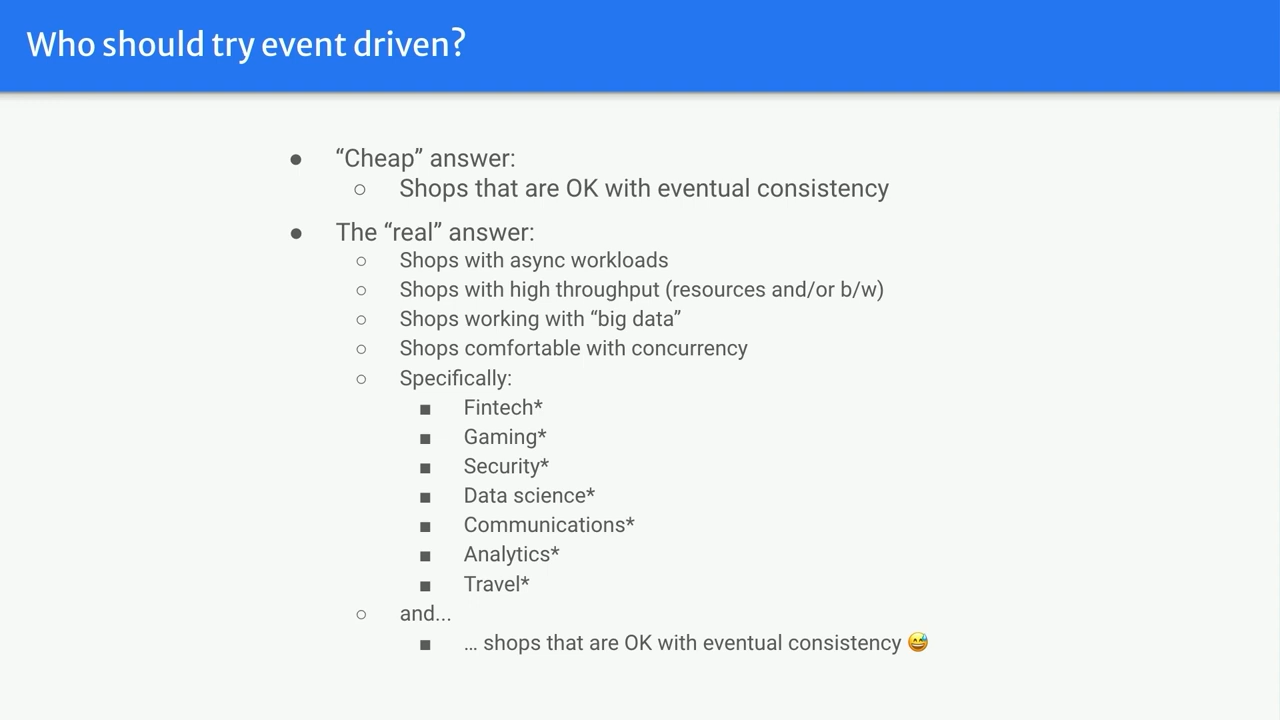 Who should try event driven?
● “Cheap” answer:
○ Shops that are OK with eventual consistency
● The “real” answer:
○ Shops with async workloads
○ Shops with high throughput (resources and/or b/w)
○ Shops working with “big data”
○ Shops comfortable with concurrency
○ Specifically:
■ Fintech*
■ Gaming*
■ Security*
■ Data science*
■ Communications*
■ Analytics*
■ Travel*
○ and...
■ … shops that are OK with eventual consistency 😅